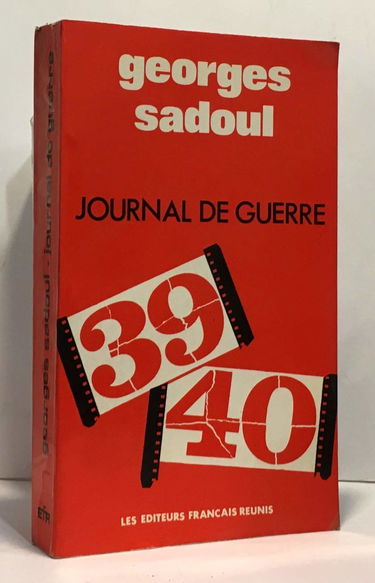 georges
sadoul
JOURNAL DE GUERRE
39
40
LES EDITEURS FRANCAIS REUNIS
georges sadoul - journal de guerre
EFR